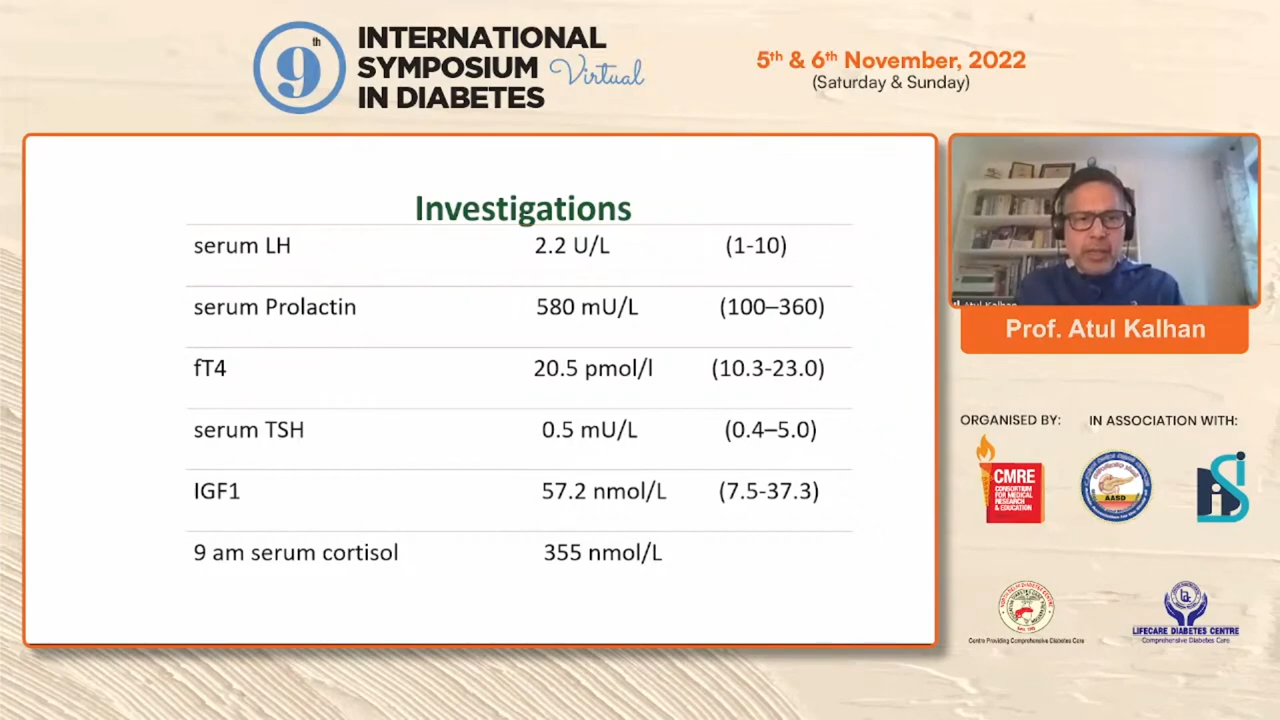 9th
INTERNATIONAL
SYMPOSIUM Virtual
IN DIABETES
5th & 6th November, 2022
(Saturday & Sunday)
Investigations
serum LH 2.2 U/L (1-10)
serum Prolactin 580 mU/L (100–360)
fT4 20.5 pmol/l (10.3-23.0)
serum TSH 0.5 mU/L (0.4–5.0)
IGF1 57.2 nmol/L (7.5-37.3)
9 am serum cortisol 355 nmol/L
Atul Kalhan
Prof. Atul Kalhan
ORGANISED BY: IN ASSOCIATION WITH:
CMRE
CONSORTIUM
FOR MEDICAL
RESEARCH
& EDUCATION
AASD
Centre Providing Comprehensive Diabetes Care
LIFECARE DIABETES CENTRE
Comprehensive Diabetes Care